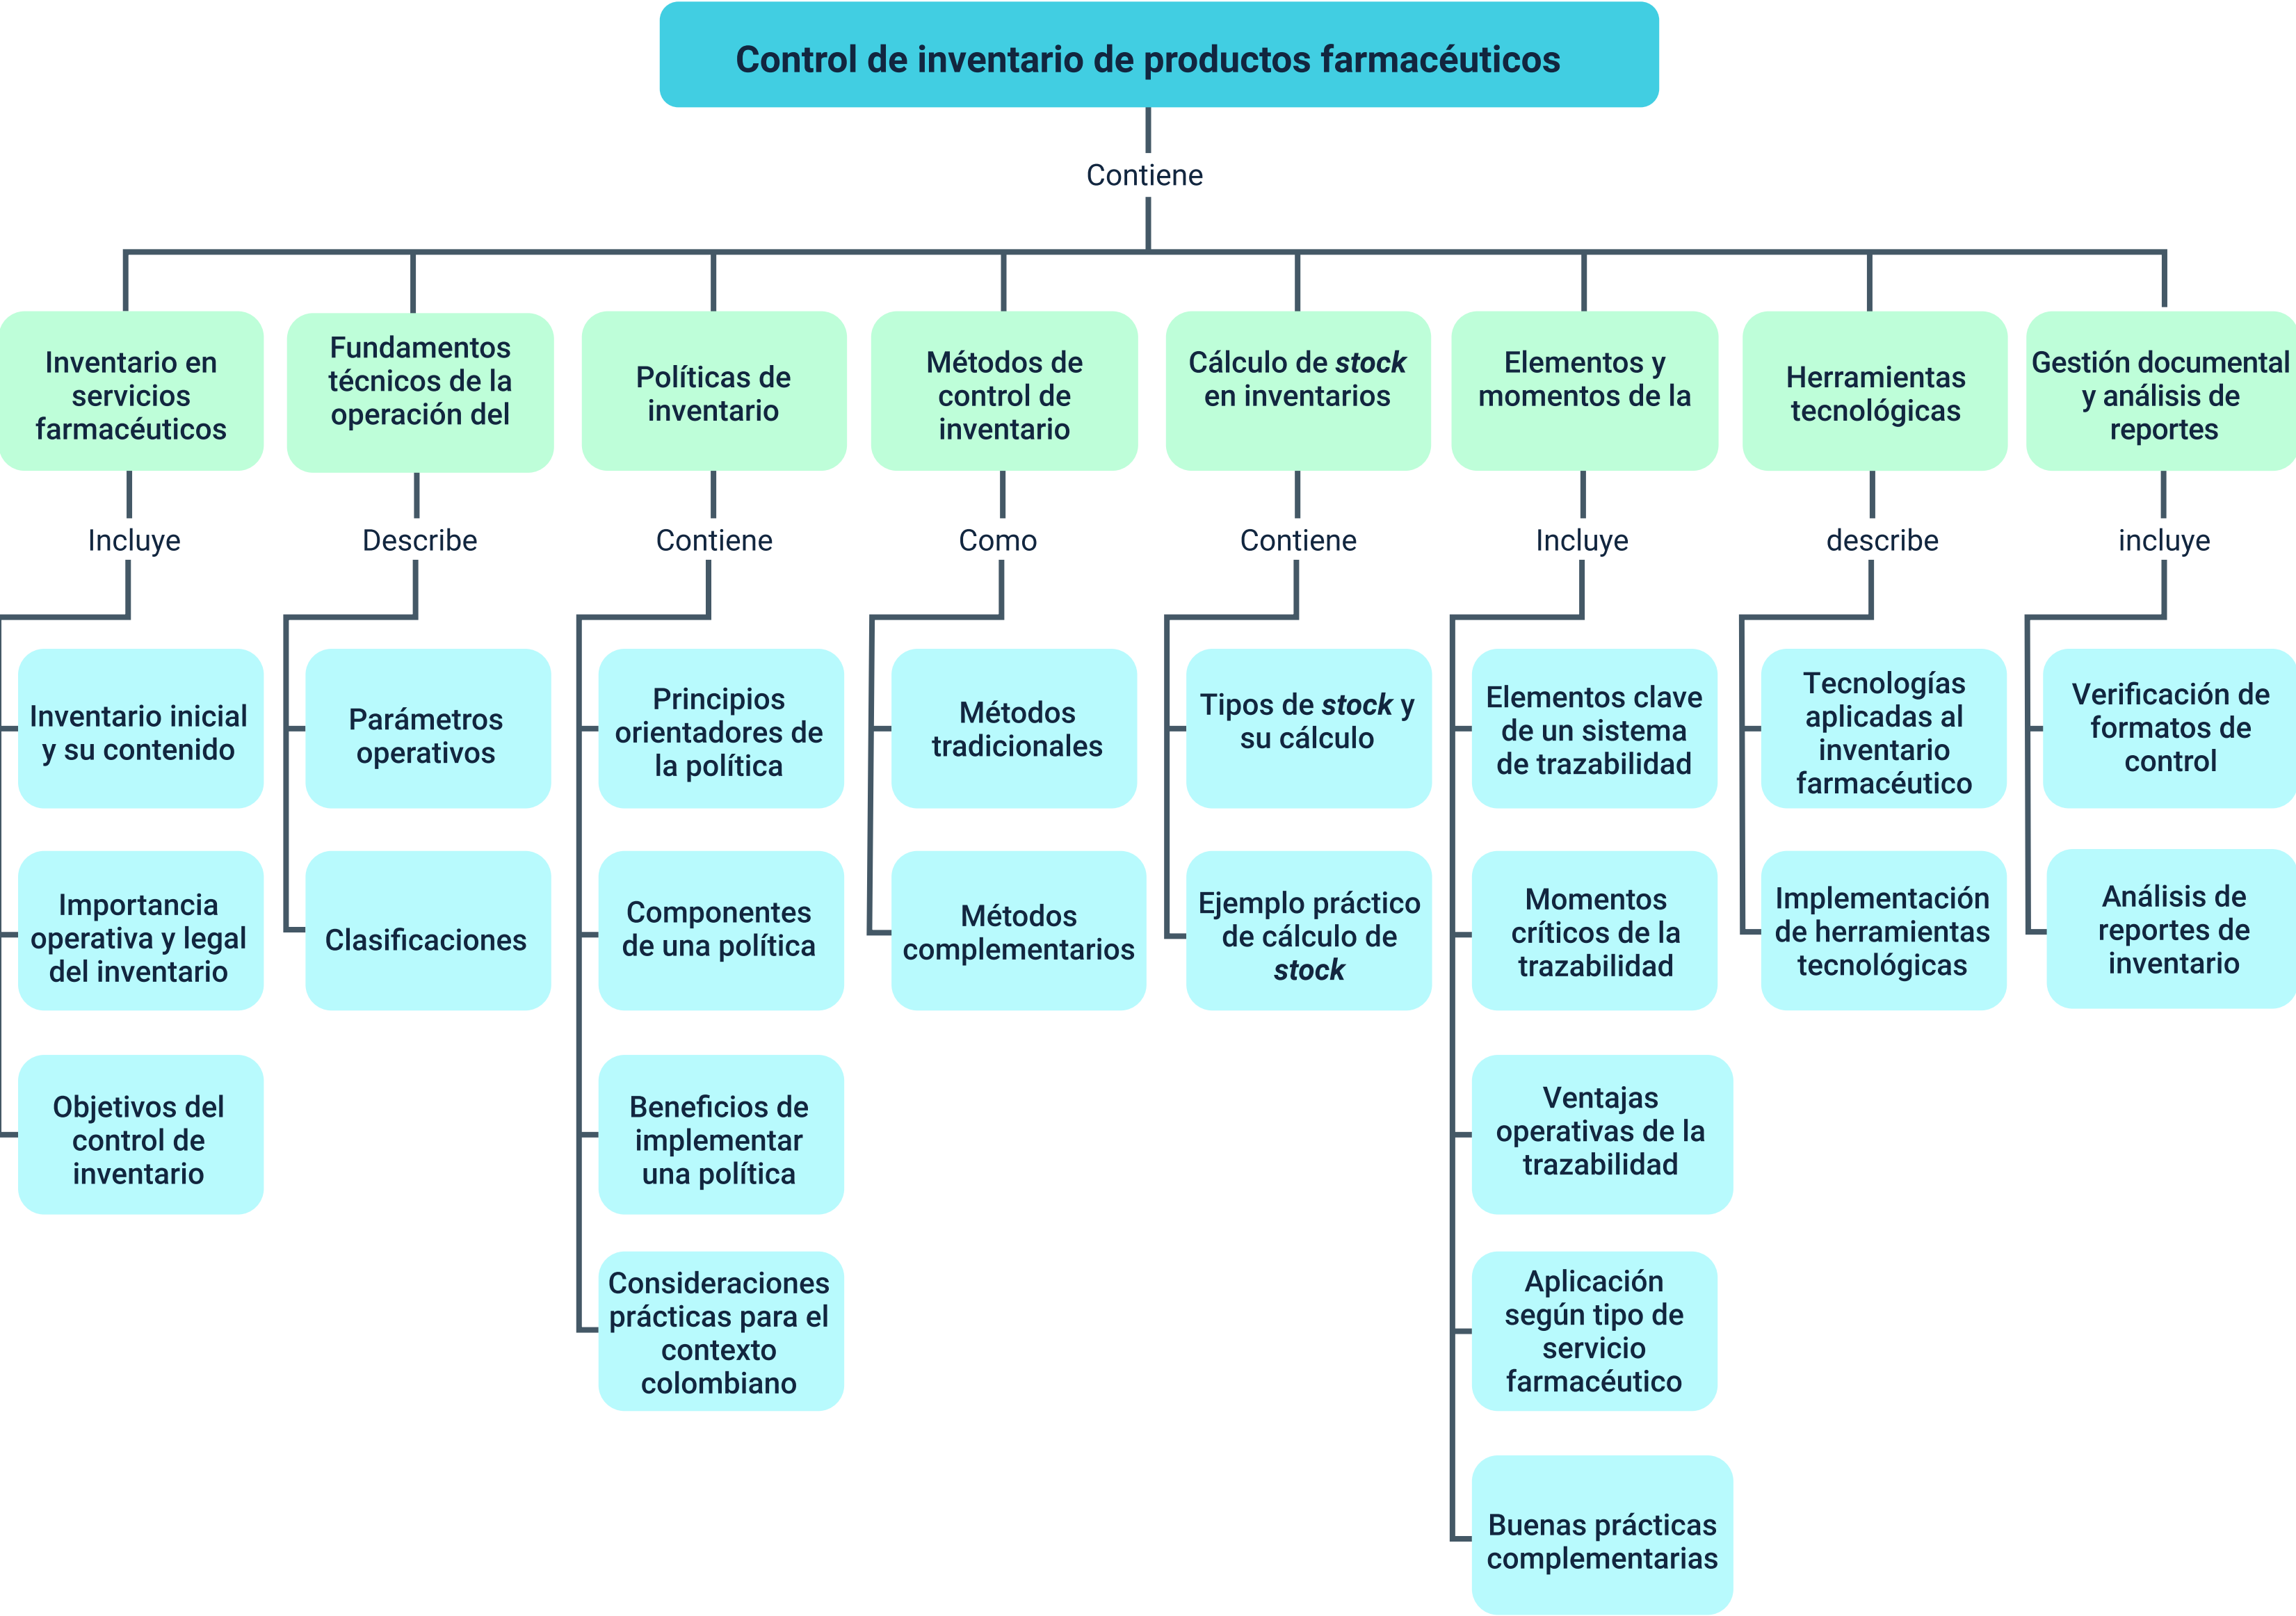 Control de inventario de productos farmacéuticos
Contiene
Inventario en
servicios
farmacéuticos
Incluye
Inventario inicial
y su contenido
Importancia
operativa y legal
del inventario
Objetivos del
control de
inventario
Fundamentos
técnicos de la
operación del
Describe
Parámetros
operativos
Clasificaciones
Políticas de
inventario
Contiene
Principios
orientadores de
la política
Componentes
de una política
Beneficios de
implementar
una política
Consideraciones
prácticas para el
contexto
colombiano
Métodos de
control de
inventario
Como
Métodos
tradicionales
Métodos
complementarios
Cálculo de stock
en inventarios
Contiene
Tipos de stock y
su cálculo
Ejemplo práctico
de cálculo de
stock
Elementos y
momentos de la
Incluye
Elementos clave
de un sistema
de trazabilidad
Momentos
críticos de la
trazabilidad
Ventajas
operativas de la
trazabilidad
Aplicación
según tipo de
servicio
farmacéutico
Buenas prácticas
complementarias
Herramientas
tecnológicas
describe
Tecnologías
aplicadas al
inventario
farmacéutico
Implementación
de herramientas
tecnológicas
Gestión documental
y análisis de
reportes
incluye
Verificación de
formatos de
control
Análisis de
reportes de
inventario